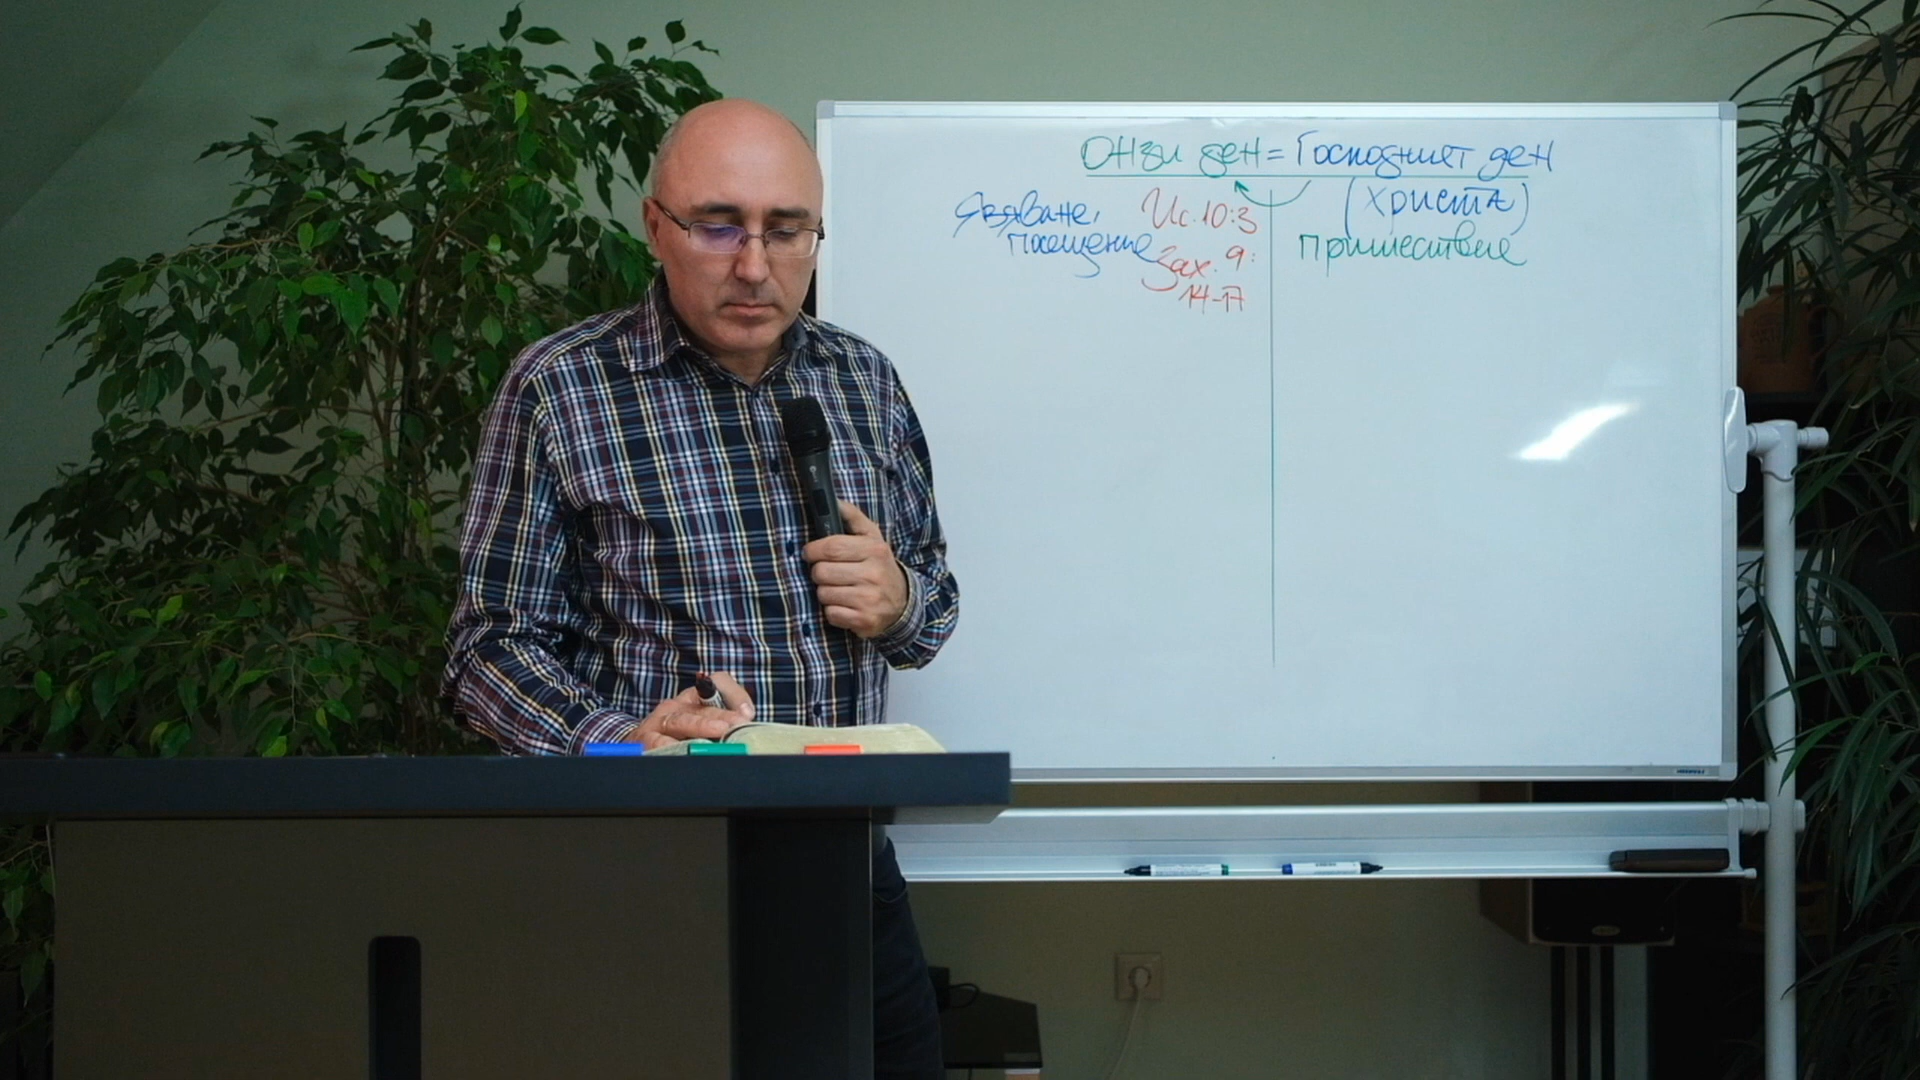 Онзи ден = Господният ден
Явяване, Ис. 10:3 (Христа)
посещение Зах. 9: Пришествие
14-17